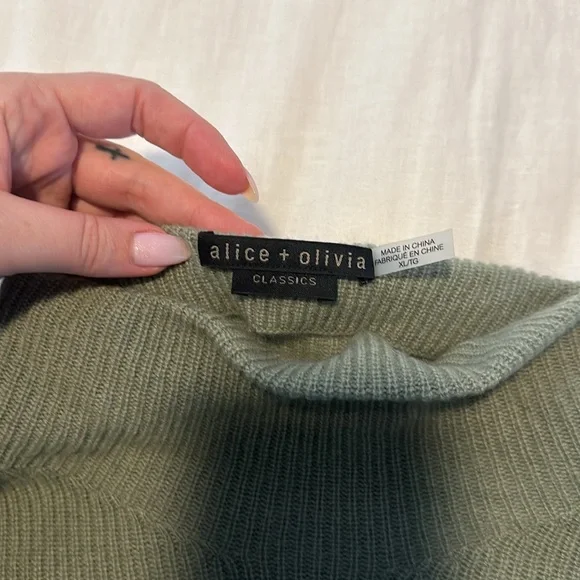 alice + olivia
CLASSICS
MADE IN CHINA
FABRIQUÉ EN CHINE
XL/TG